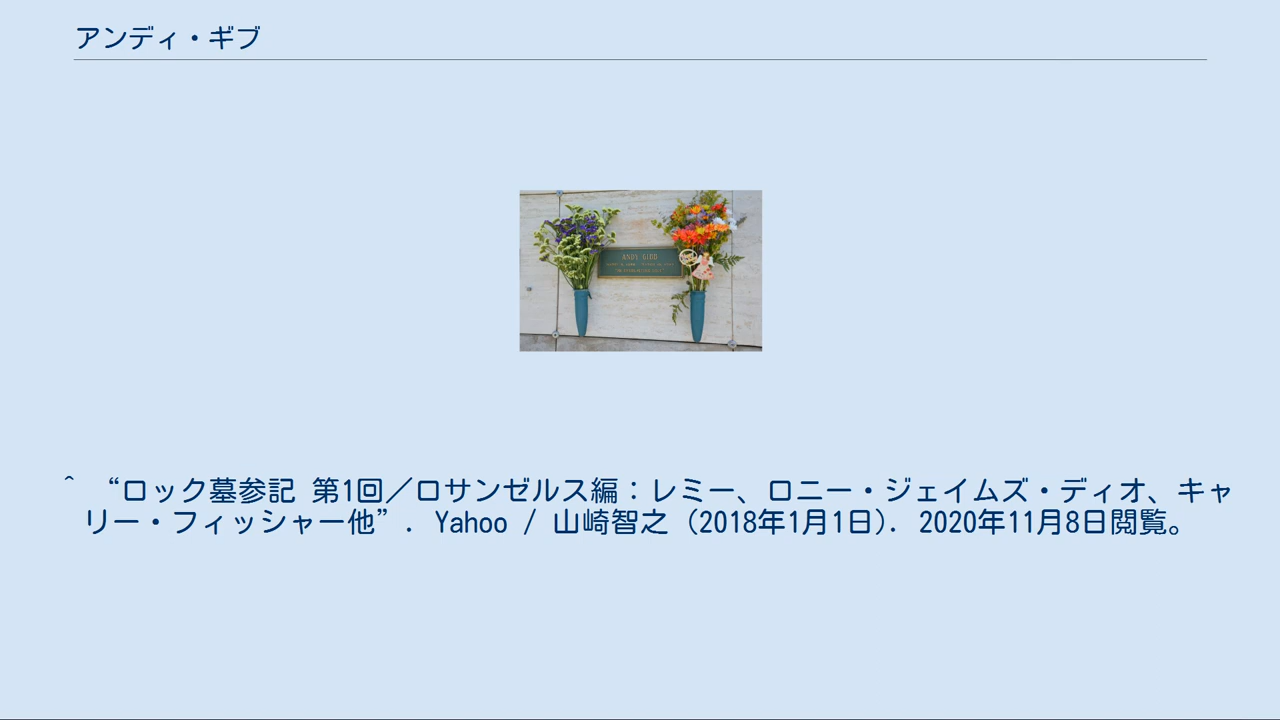 アンディ・ギブ
ANDY GIBB
^ “ロック墓参記 第1回／ロサンゼルス編：レミー、ロニー・ジェイムズ・ディオ、キャ
リー・フィッシャー他”. Yahoo / 山崎智之 (2018年1月1日). 2020年11月8日閲覧。